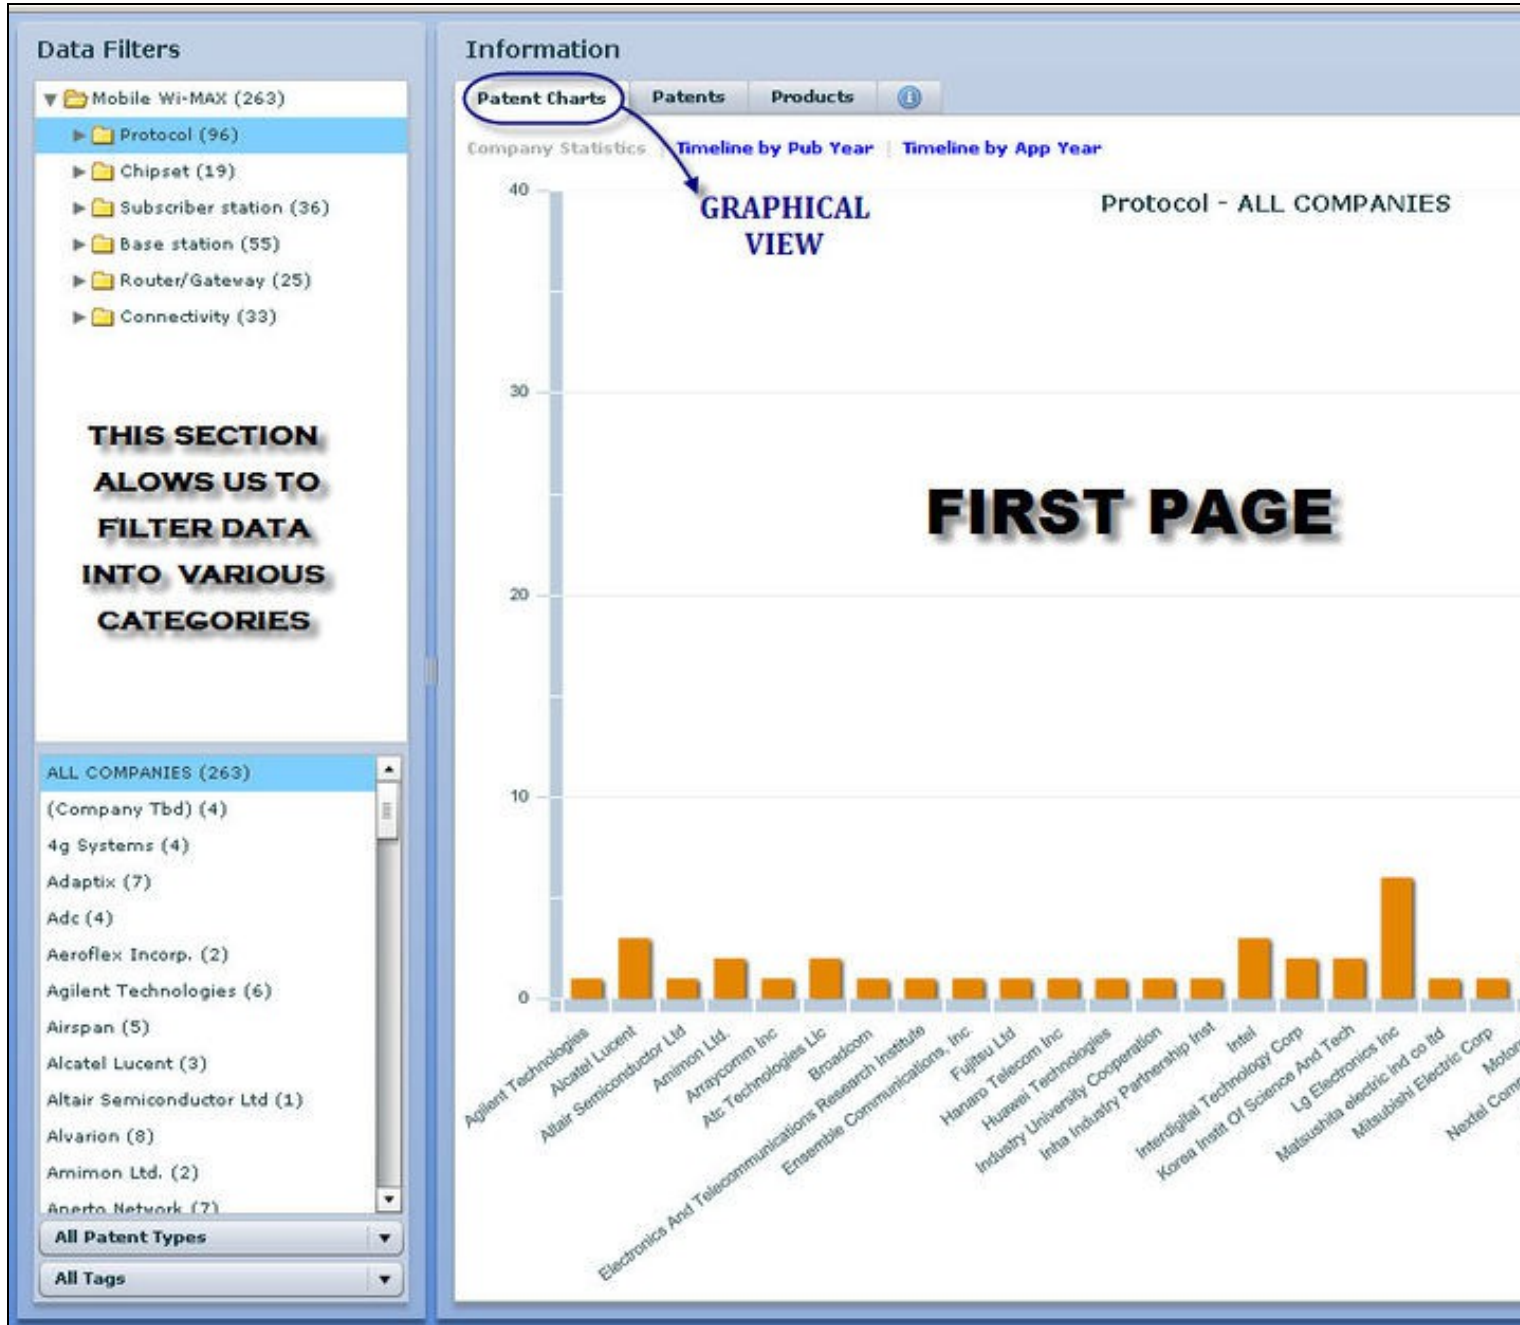 Data Filters
Mobile Wi-MAX (263)
Protocol (96)
Chipset (19)
Subscriber station (36)
Base station (55)
Router/Gateway (25)
Connectivity (33)
THIS SECTION
ALOWS US TO
FILTER DATA
INTO VARIOUS
CATEGORIES
ALL COMPANIES (263)
(Company Tbd) (4)
4g Systems (4)
Adaptix (7)
Adc (4)
Aeroflex Incorp. (2)
Agilent Technologies (6)
Airspan (5)
Alcatel Lucent (3)
Altair Semiconductor Ltd (1)
Alvarion (8)
Amimon Ltd. (2)
Aperto Network (7)
All Patent Types
All Tags
Information
Patent Charts Patents Products
Company Statistics Timeline by Pub Year Timeline by App Year
GRAPHICAL
VIEW
Protocol - ALL COMPANIES
FIRST PAGE
40
30
20
10
0
Agilent Technologies
Alcatel Lucent
Altair Semiconductor Ltd
Amimon Ltd.
Arraycomm Inc
Atc Technologies Llc
Broadcom
Electronics And Telecommunications Research Institute
Ensemble Communications, Inc.
Fujitsu Ltd
Hanaro Telecom Inc
Huawei Technologies
Industry University Cooperation
Inha Industry Partnership Inst
Intel
Interdigital Technology Corp
Korea Instit Of Science And Tech
Lg Electronics Inc
Matsushita electric ind co ltd
Mitsubishi Electric Corp